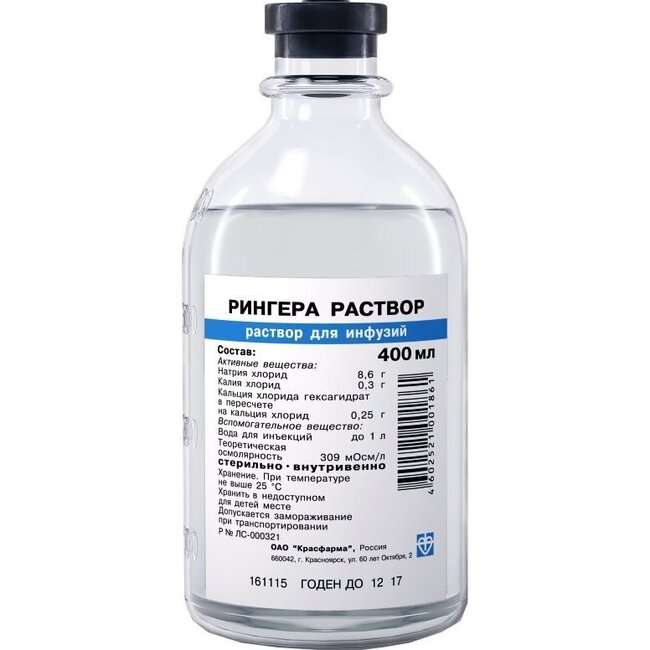 РИНГЕРА РАСТВОР
раствор для инфузий
Состав:
400 мл
Активные вещества:
Натрия хлорид 8,6 г
Калия хлорид 0,3 г
Кальция хлорида гексагидрат
в пересчете
на кальция хлорид 0,25 г
Вспомогательное вещество:
Вода для инъекций до 1 л
Теоретическая
осмолярность 309 мОсм/л
стерильно · внутривенно
Хранение. При температуре
не выше 25 °С
Хранить в недоступном
для детей месте
Допускается замораживание
при транспортировании
Р № ЛС-000321
ОАО "Красфарма", Россия
660042, г. Красноярск, ул. 60 лет Октября, 2
161115 ГОДЕН ДО 12 17
4 602521 001861